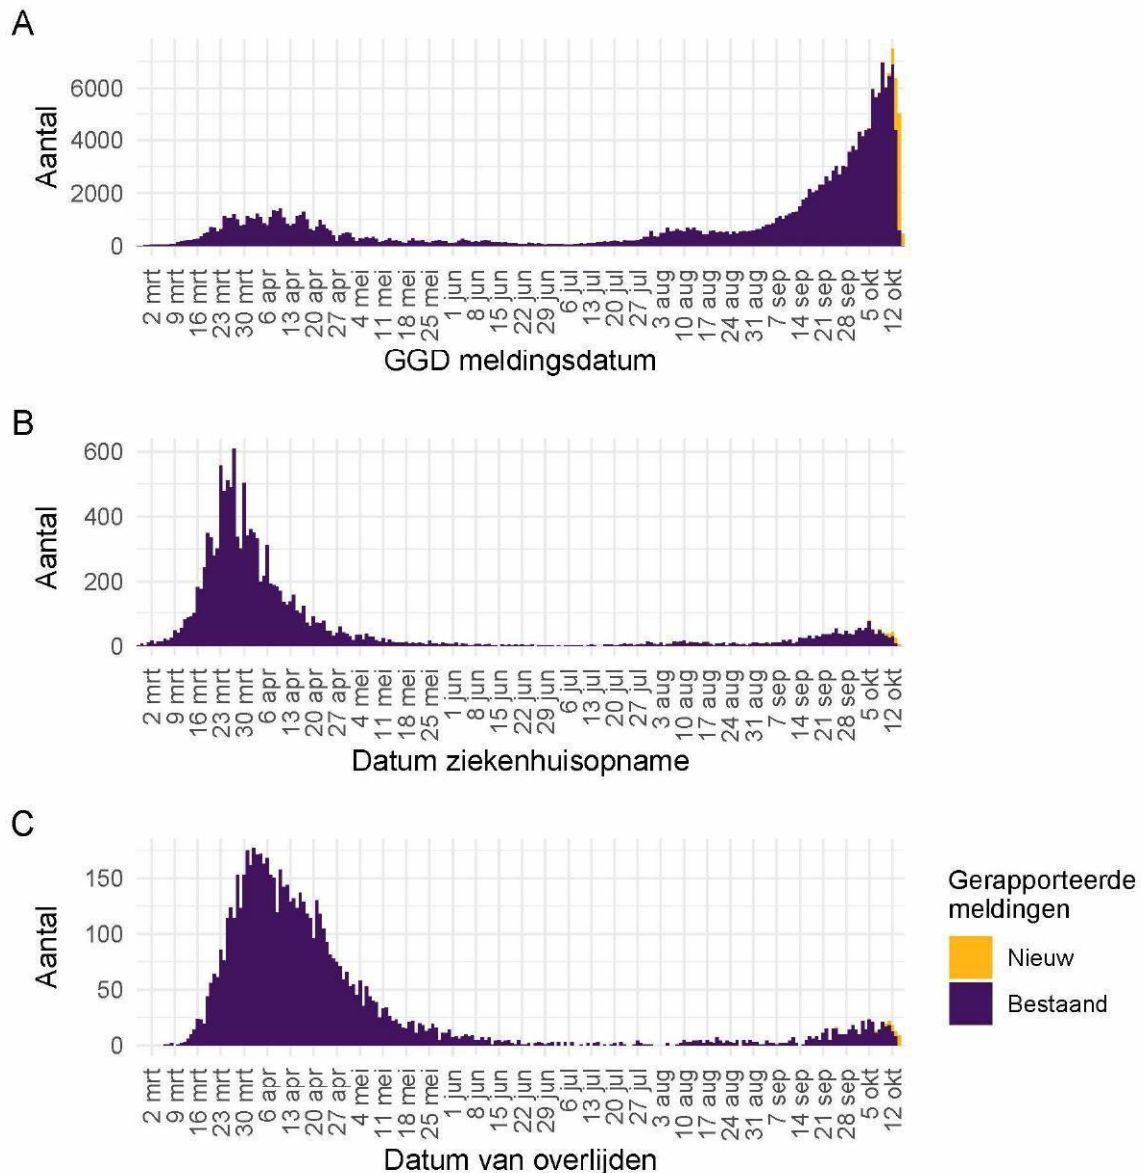 A
Aantal
6000
4000
2000
0
2 mrt
9 mrt
16 mrt
23 mrt
30 mrt
6 apr
13 apr
20 apr
27 apr
4 mei
11 mei
18 mei
25 mei
1 jun
8 jun
15 jun
22 jun
29 jun
6 jul
13 jul
20 jul
27 jul
3 aug
10 aug
17 aug
24 aug
31 aug
7 sep
14 sep
21 sep
28 sep
5 okt
12 okt
GGD meldingsdatum
B
Aantal
600
400
200
0
2 mrt
9 mrt
16 mrt
23 mrt
30 mrt
6 apr
13 apr
20 apr
27 apr
4 mei
11 mei
18 mei
25 mei
1 jun
8 jun
15 jun
22 jun
29 jun
6 jul
13 jul
20 jul
27 jul
3 aug
10 aug
17 aug
24 aug
31 aug
7 sep
14 sep
21 sep
28 sep
5 okt
12 okt
Datum ziekenhuisopname
C
Aantal
150
100
50
0
2 mrt
9 mrt
16 mrt
23 mrt
30 mrt
6 apr
13 apr
20 apr
27 apr
4 mei
11 mei
18 mei
25 mei
1 jun
8 jun
15 jun
22 jun
29 jun
6 jul
13 jul
20 jul
27 jul
3 aug
10 aug
17 aug
24 aug
31 aug
7 sep
14 sep
21 sep
28 sep
5 okt
12 okt
Datum van overlijden
Gerapporteerde
meldingen
Nieuw
Bestaand